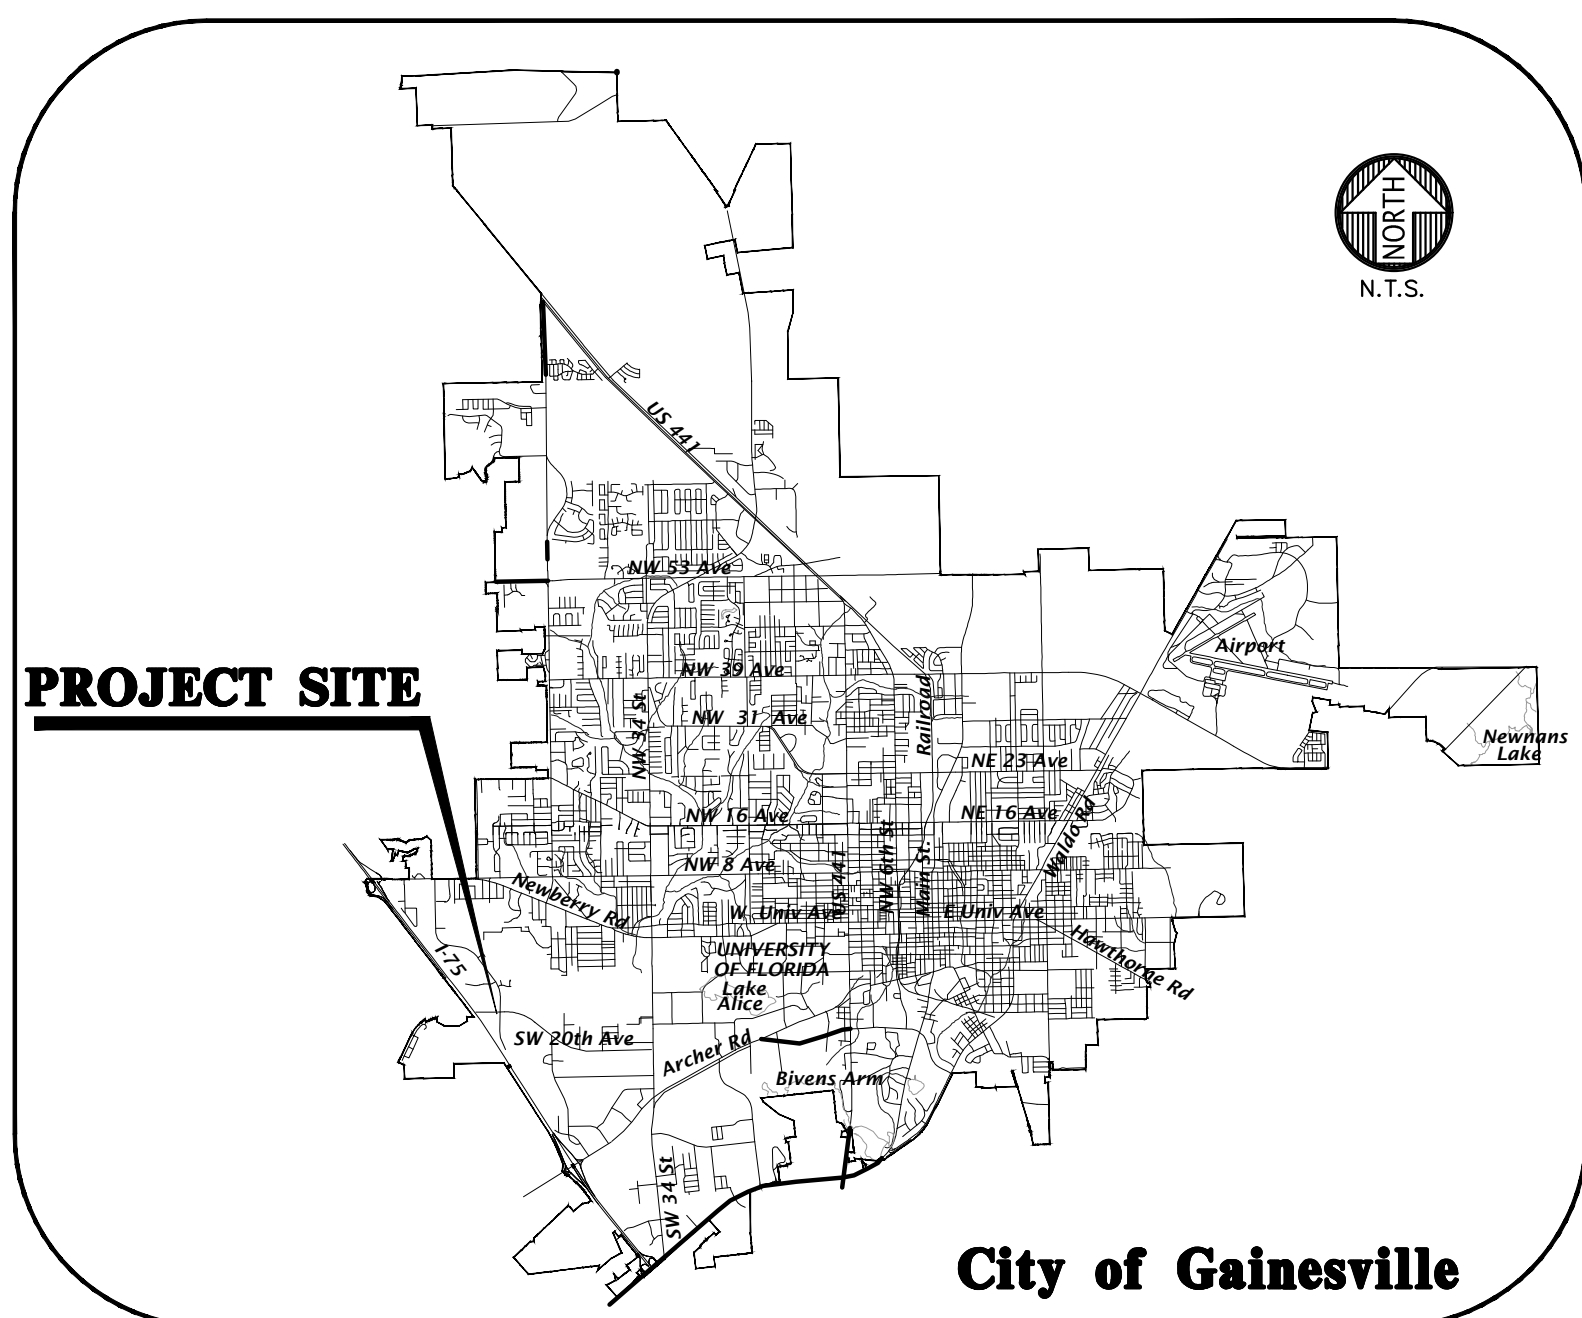 NORTH
N.T.S.
US 441
NW 53 Ave
Airport
PROJECT SITE
NW 39 Ave
NW 34 St
NW 31 Ave
Railroad
Newnans
Lake
NE 23 Ave
NW 16 Ave
NE 16 Ave
Waldo Rd
NW 8 Ave
US 441
NW 6th St
Main St.
Newberry Rd
W Univ Ave
E Univ Ave
I-75
UNIVERSITY
OF FLORIDA
Hawthorne Rd
Lake
Alice
SW 20th Ave
Archer Rd
Bivens Arm
SW 34 St
City of Gainesville